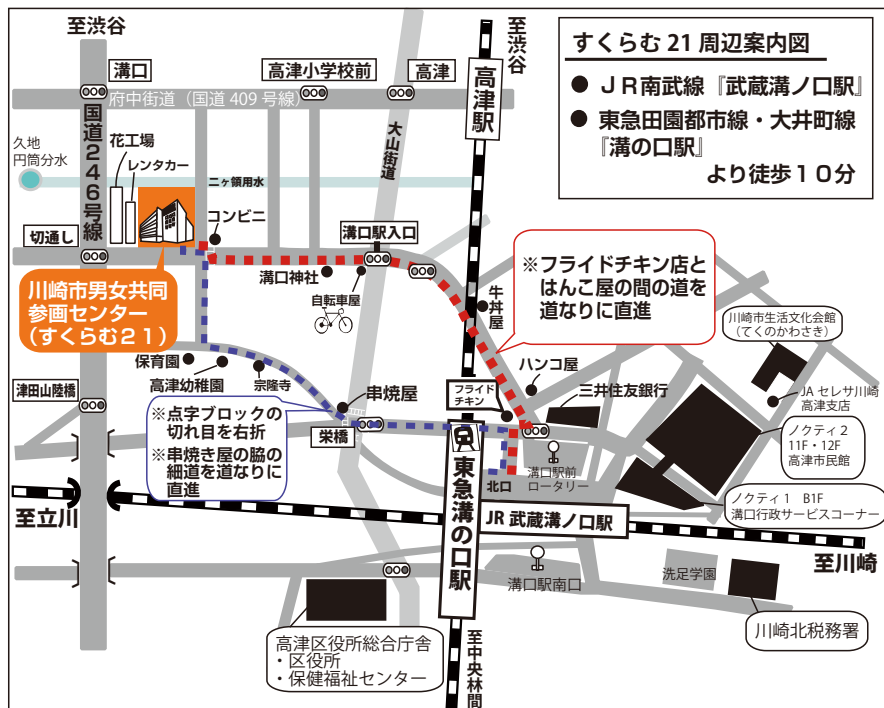 至渋谷
至渋谷
すくらむ21周辺案内図
● JR南武線『武蔵溝ノ口駅』
● 東急田園都市線・大井町線
『溝の口駅』
より徒歩10分
溝口
高津小学校前
高津
高津駅
府中街道(国道409号線)
国道246号線
大山街道
久地
円筒分水
花工場
レンタカー
二ヶ領用水
コンビニ
切通し
溝口駅入口
溝口神社
自転車屋
川崎市男女共同
参画センター
(すくらむ21)
※フライドチキン店と
はんこ屋の間の道を
道なりに直進
牛丼屋
川崎市生活文化会館
(てくのかわさき)
保育園
高津幼稚園
宗隆寺
串焼屋
ハンコ屋
フライド
チキン
三井住友銀行
JAセレサ川崎
高津支店
津田山陸橋
※点字ブロックの
切れ目を右折
※串焼き屋の脇の
細道を道なりに
直進
栄橋
ノクティ2
11F・12F
高津市民館
溝口駅前
ロータリー
北口
東急溝の口駅
ノクティ1 B1F
溝口行政サービスコーナー
至立川
JR武蔵溝ノ口駅
至川崎
溝口駅南口
洗足学園
川崎北税務署
高津区役所総合庁舎
・区役所
・保健福祉センター
至中央林間